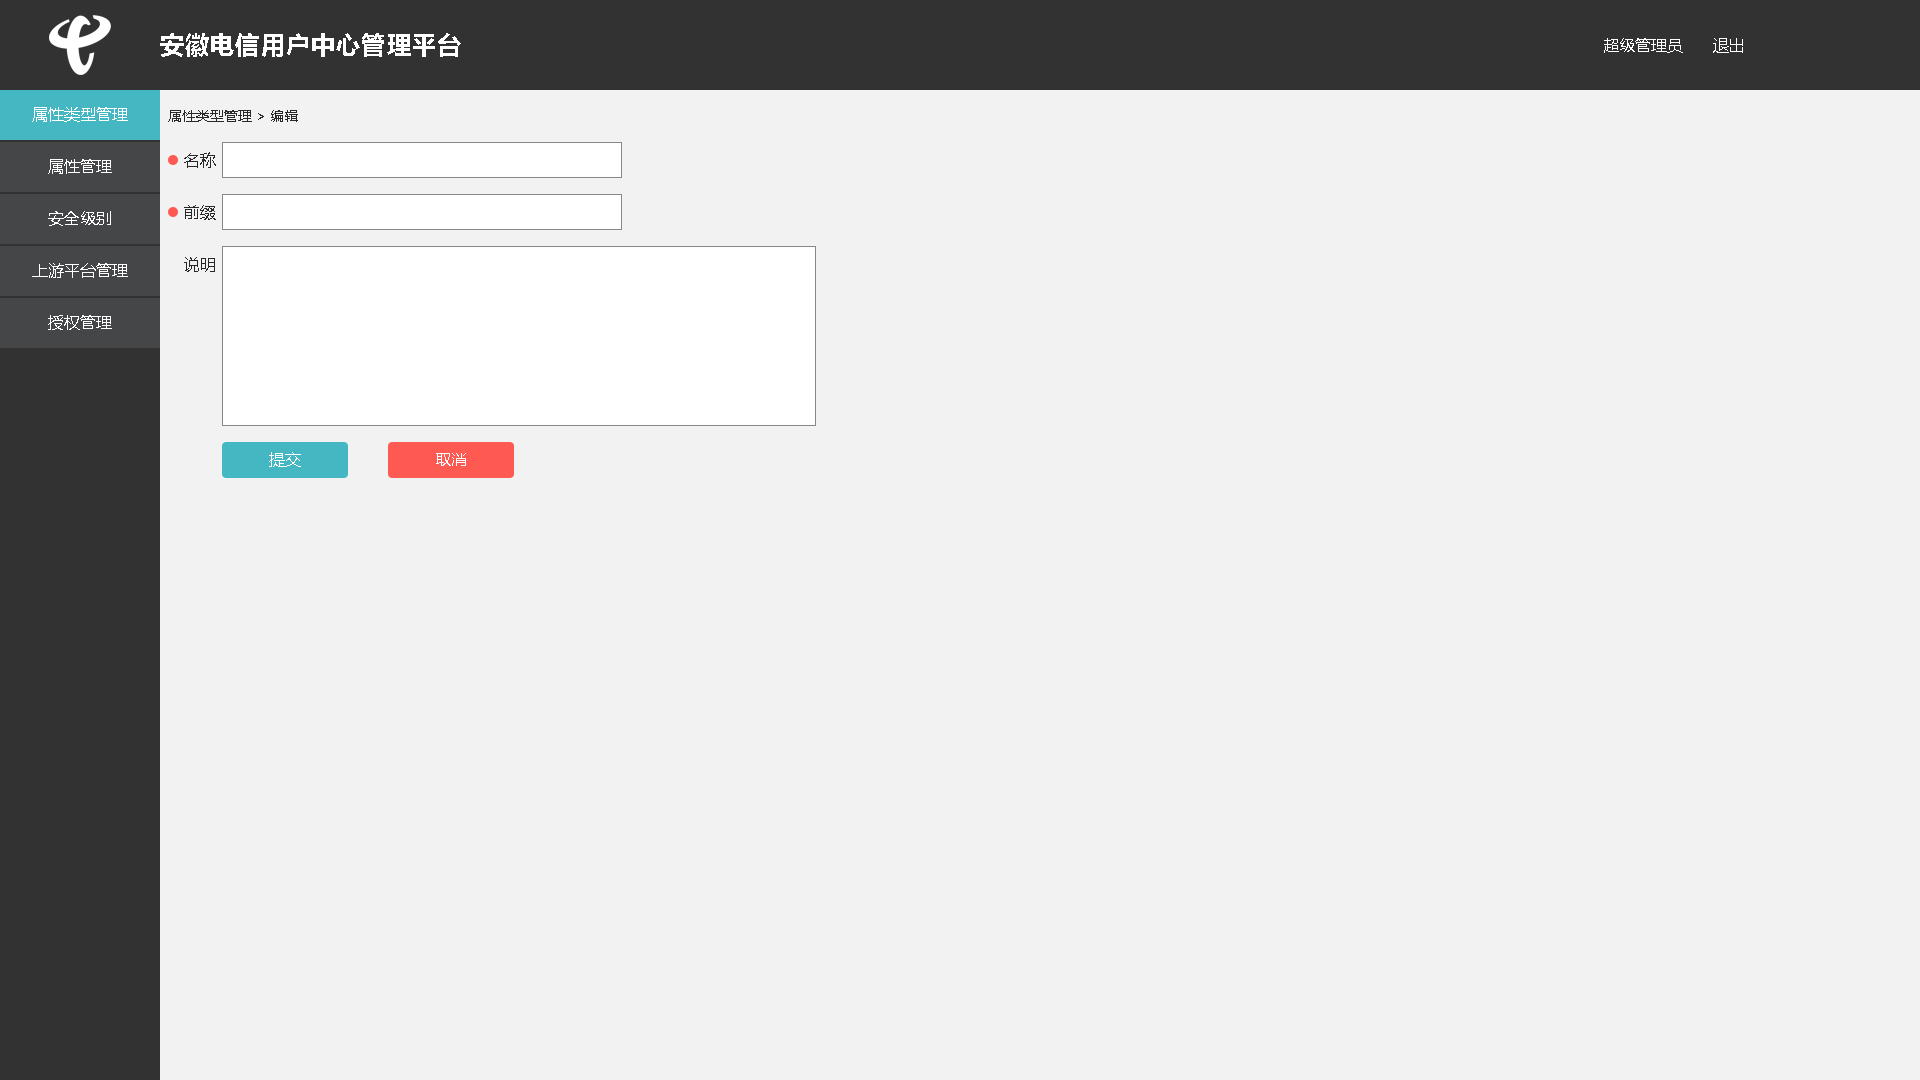 安徽电信用户中心管理平台
超级管理员 退出
属性类型管理
属性管理
安全级别
上游平台管理
授权管理
属性类型管理 > 编辑
名称
前缀
说明
提交 取消